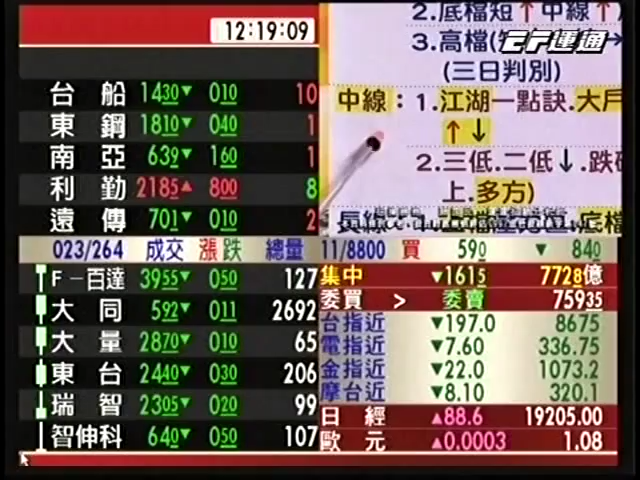 12:19:09
台船 1430▼ 010 10
東鋼 1810▼ 040 1
南亞 639▼ 160 1
利勤 2185▲ 800 8
遠傳 701▼ 010 2
023/264 成交 漲跌 總量
F－百達 3955▼ 050 127
大同 592▼ 011 2692
大量 2870▼ 010 65
東台 2440▼ 030 206
瑞智 2305▼ 020 99
智伸科 640▼ 050 107
2.底檔短↑中線↑
3.高檔(
EF運通
(三日判別)
中線：1.江湖一點訣.大戶
↑↓
2.三低.二低↓.跌
上.多方)
底檔
11/8800 買 590 ▼ 840
集中 ▼1615 7728億
委買 > 委賣 75935
台指近 ▼197.0 8675
電指近 ▼7.60 336.75
金指近 ▼22.0 1073.2
摩台近 ▼8.10 320.1
日經 ▲88.6 19205.00
歐元 ▲0.0003 1.08